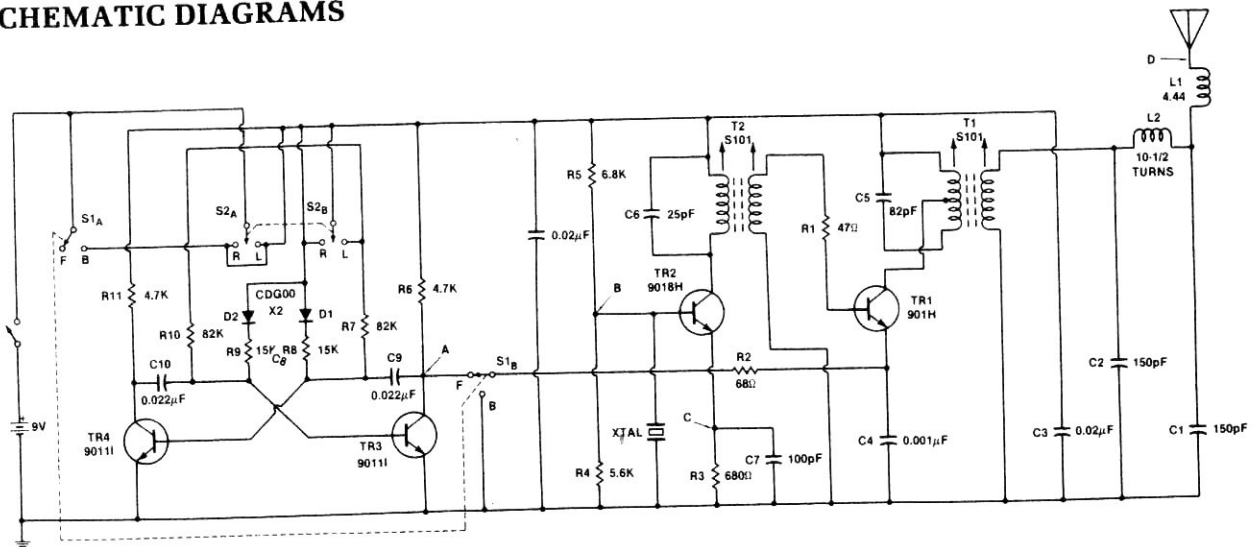 CHEMATIC DIAGRAMS
D
L1
4.44
L2
10-1/2
TURNS
T2
S101
T1
S101
R5 6.8K
C6 25pF
C5
82pF
R1 47Ω
S1A
F B
S2A
S2B
R L
R L
0.02μF
TR2
9018H
B
TR1
901H
R11 4.7K
CDG00
X2
D2
D1
R6 4.7K
R10 82K
R7 82K
R9 15K
C8
R8 15K
C10
0.022μF
C9
0.022μF
A
F
S1B
B
R2
68Ω
C2 150pF
9V
TR4
9011I
TR3
9011I
XTAL
C
R4 5.6K
R3 680Ω
C7 100pF
C4 0.001μF
C3 0.02μF
C1 150pF